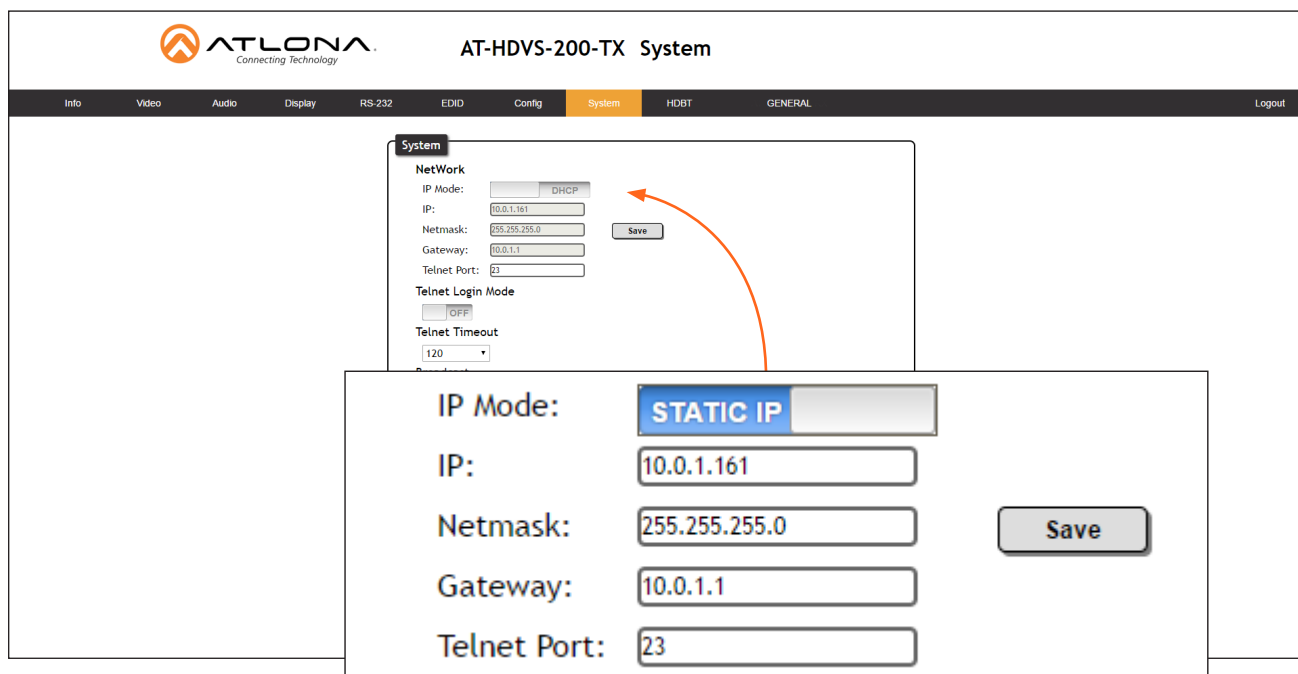 ATLONA.
Connecting Technology
AT-HDVS-200-TX System
Info Video Audio Display RS-232 EDID Config System HDBT GENERAL Logout
System
NetWork
IP Mode: DHCP
IP: 10.0.1.161
Netmask: 255.255.255.0 Save
Gateway: 10.0.1.1
Telnet Port: 23
Telnet Login Mode
OFF
Telnet Timeout
120
IP Mode: STATIC IP
IP: 10.0.1.161
Netmask: 255.255.255.0 Save
Gateway: 10.0.1.1
Telnet Port: 23